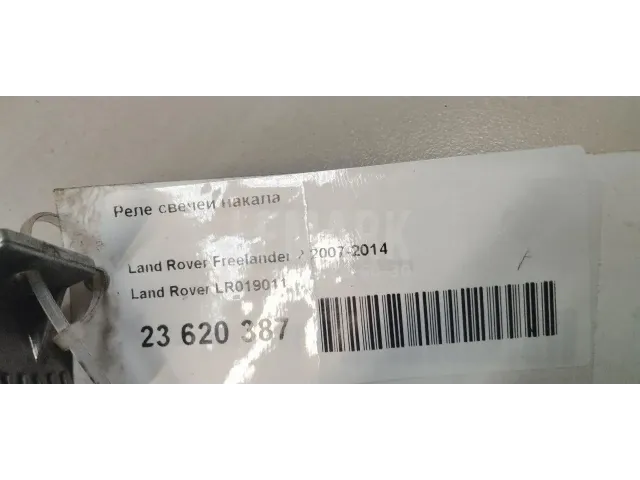 Реле свечей накала
Land Rover Freelander 2 2007-2014
Land Rover LR019011
23 620 387